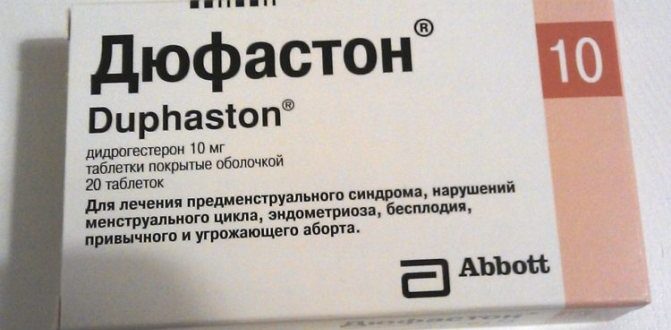 Дюфастон®
10
Duphaston®
дидрогестерон 10 мг
таблетки покрытые оболочкой
20 таблеток
Для лечения предменструального синдрома, нарушений
менструального цикла, эндометриоза, бесплодия,
привычного и угрожающего аборта.
Abbott
Дюфастон®